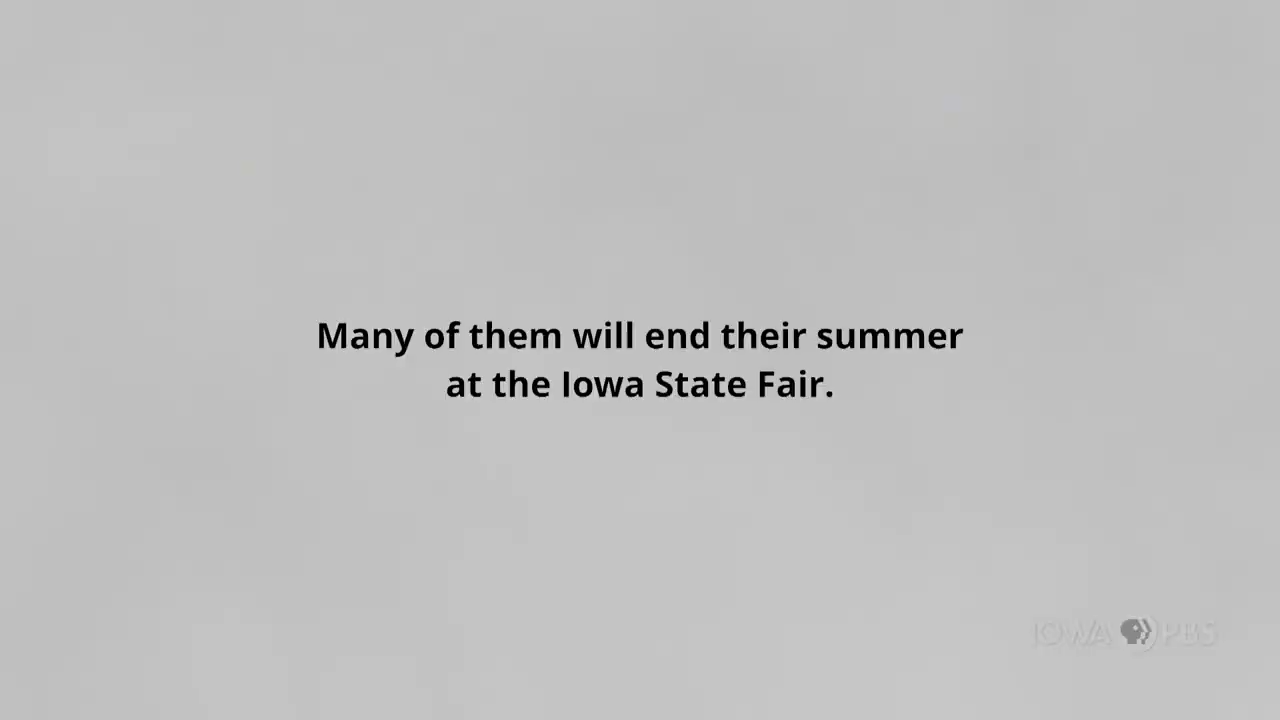 Many of them will end their summer
at the Iowa State Fair.
IOWA PBS